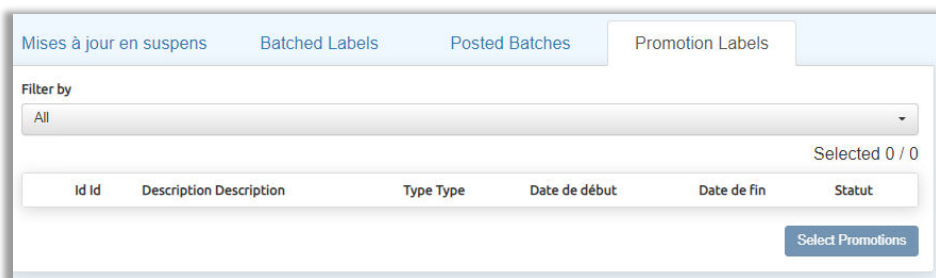 Mises à jour en suspens Batched Labels Posted Batches Promotion Labels
Filter by
All
Selected 0 / 0
Id Id Description Description Type Type Date de début Date de fin Statut
Select Promotions